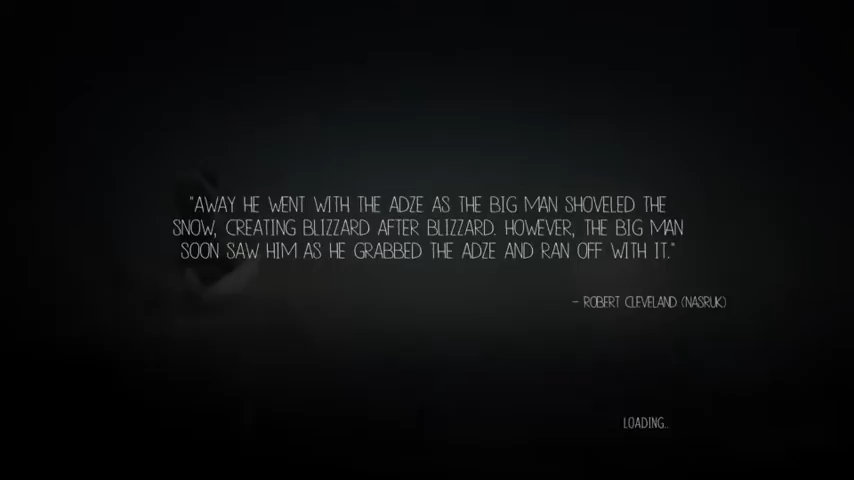 "AWAY HE WENT WITH THE ADZE AS THE BIG MAN SHOVELED THE
SNOW, CREATING BLIZZARD AFTER BLIZZARD. HOWEVER, THE BIG MAN
SOON SAW HIM AS HE GRABBED THE ADZE AND RAN OFF WITH IT."
- ROBERT CLEVELAND (NASRUK)
LOADING...